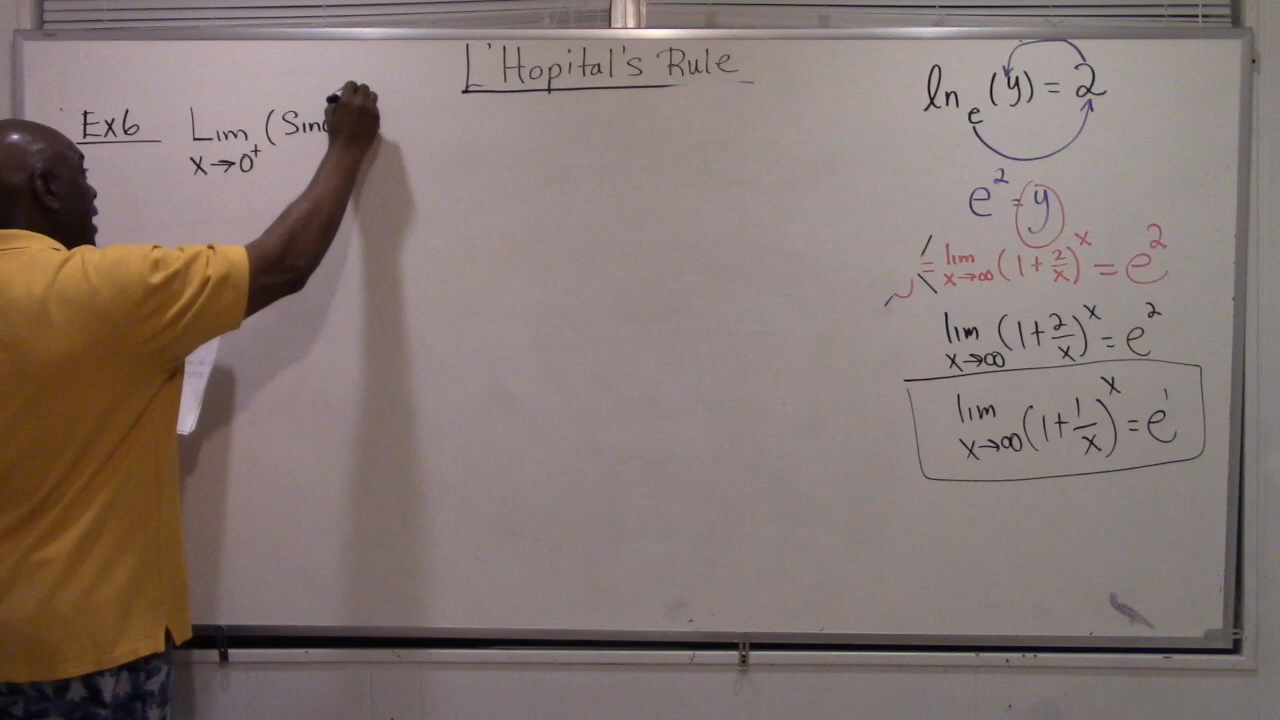 L'Hopital's Rule
Ex6 Lim (Sin
x→0⁺
lnₑ(y) = 2
e² = y
= lim (1+2/x)ˣ = e²
x→∞
lim (1+2/x)ˣ = e²
x→∞
lim (1+1/x)ˣ = e¹
x→∞